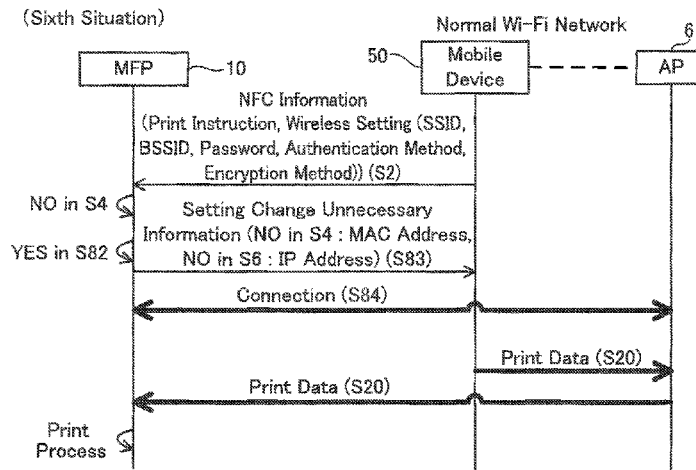 (Sixth Situation)
Normal Wi-Fi Network
MFP
10
50
Mobile
Device
6
AP
NFC Information
(Print Instruction, Wireless Setting (SSID,
BSSID, Password, Authentication Method,
Encryption Method)) (S2)
NO in S4
Setting Change Unnecessary
Information (NO in S4 : MAC Address,
YES in S82
NO in S6 : IP Address) (S83)
Connection (S84)
Print Data (S20)
Print Data (S20)
Print
Process